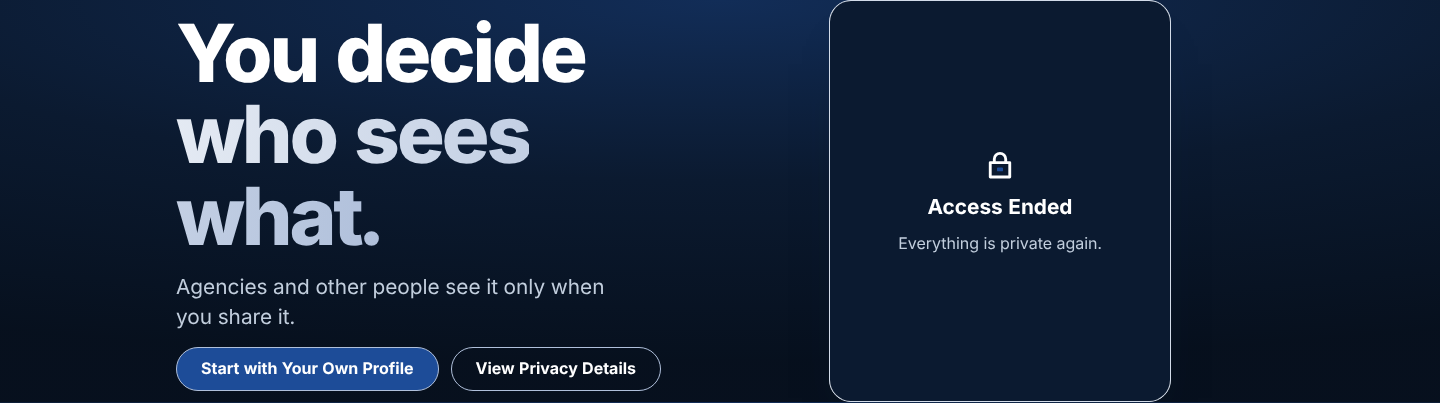 You decide
who sees
what.
Agencies and other people see it only when
you share it.
Start with Your Own Profile
View Privacy Details
Access Ended
Everything is private again.